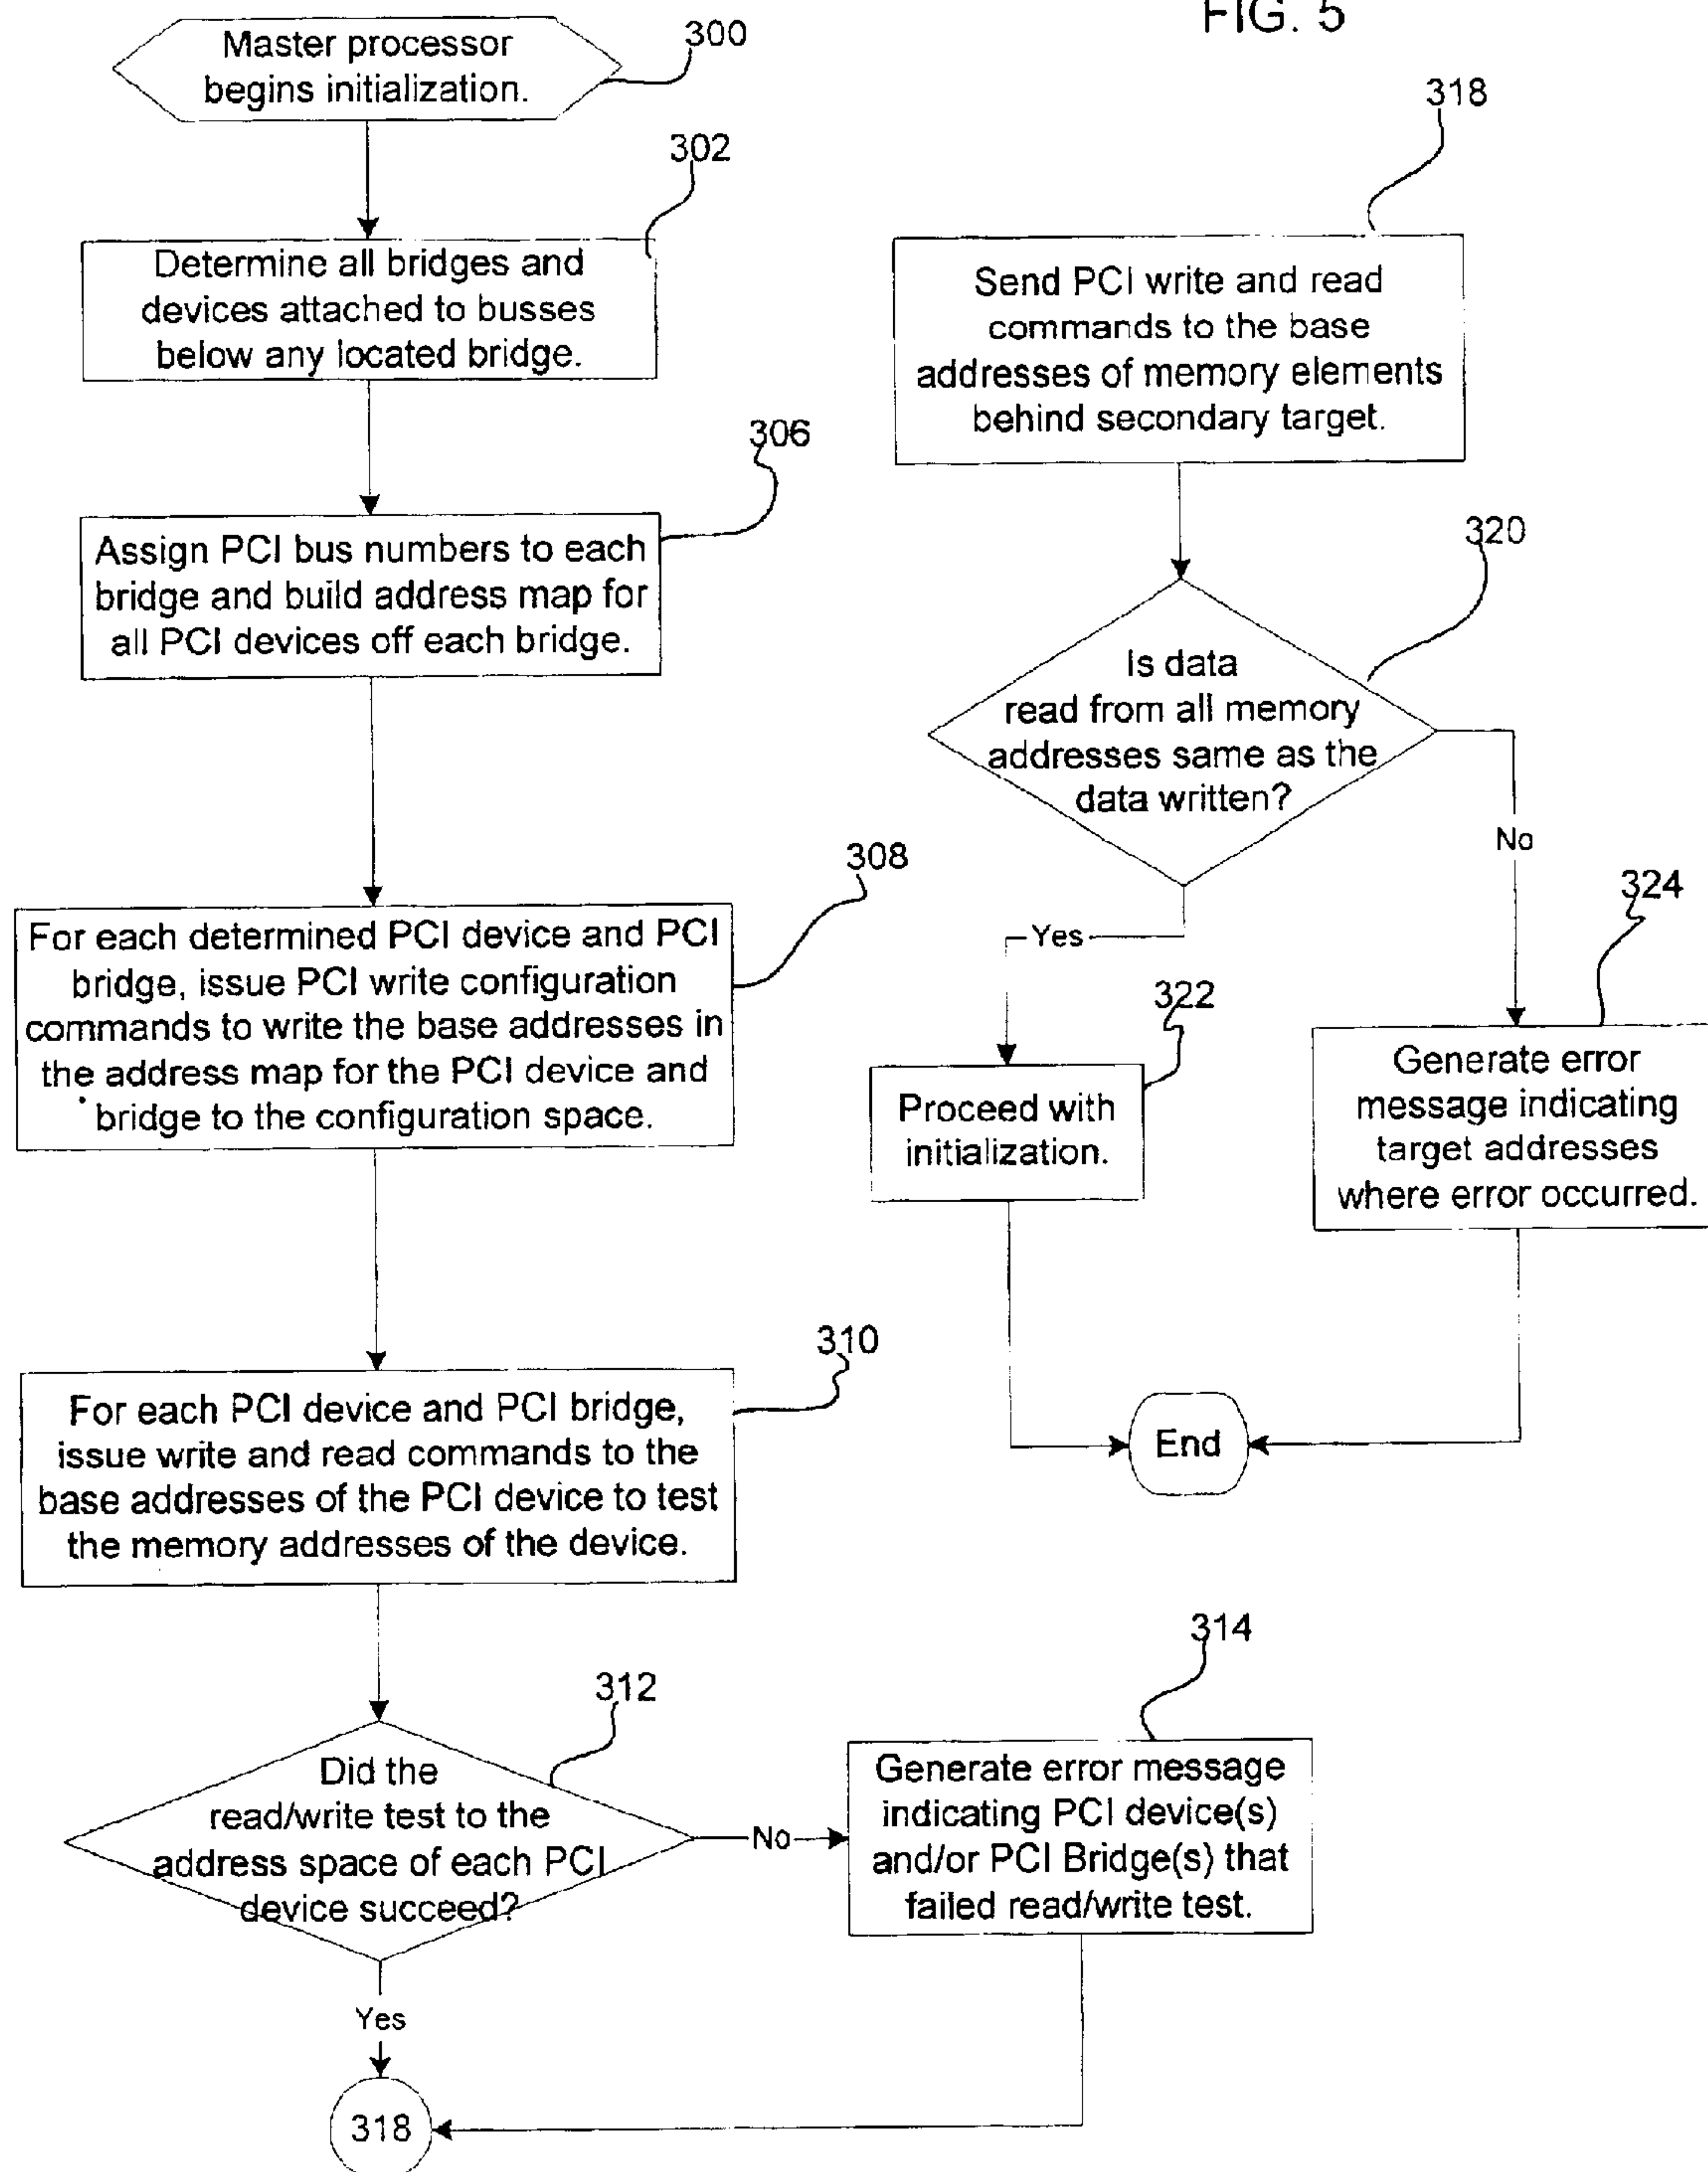 FIG. 5
Master processor
begins initialization.
300
302
Determine all bridges and
devices attached to busses
below any located bridge.
306
Assign PCI bus numbers to each
bridge and build address map for
all PCI devices off each bridge.
308
For each determined PCI device and PCI
bridge, issue PCI write configuration
commands to write the base addresses in
the address map for the PCI device and
bridge to the configuration space.
310
For each PCI device and PCI bridge,
issue write and read commands to the
base addresses of the PCI device to test
the memory addresses of the device.
312
Did the
read/write test to the
address space of each PCI
device succeed?
No
314
Generate error message
indicating PCI device(s)
and/or PCI Bridge(s) that
failed read/write test.
Yes
318
318
Send PCI write and read
commands to the base
addresses of memory elements
behind secondary target.
320
Is data
read from all memory
addresses same as the
data written?
Yes
No
322
Proceed with
initialization.
324
Generate error
message indicating
target addresses
where error occurred.
End